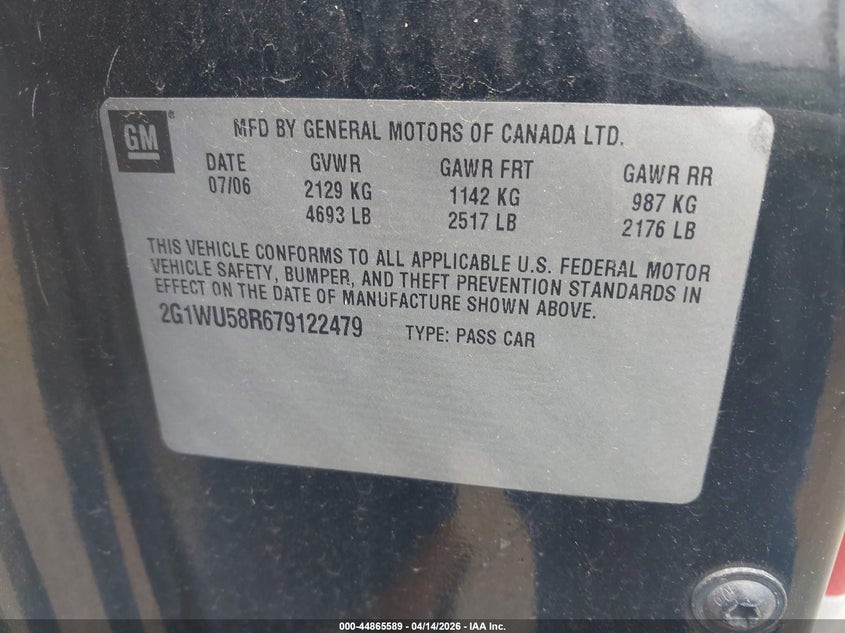 GM
MFD BY GENERAL MOTORS OF CANADA LTD.
DATE GVWR GAWR FRT GAWR RR
07/06 2129 KG 1142 KG 987 KG
4693 LB 2517 LB 2176 LB
THIS VEHICLE CONFORMS TO ALL APPLICABLE U.S. FEDERAL MOTOR
VEHICLE SAFETY, BUMPER, AND THEFT PREVENTION STANDARDS IN
EFFECT ON THE DATE OF MANUFACTURE SHOWN ABOVE.
2G1WU58R679122479 TYPE: PASS CAR
000-44865589 - 04/14/2026 - IAA Inc.